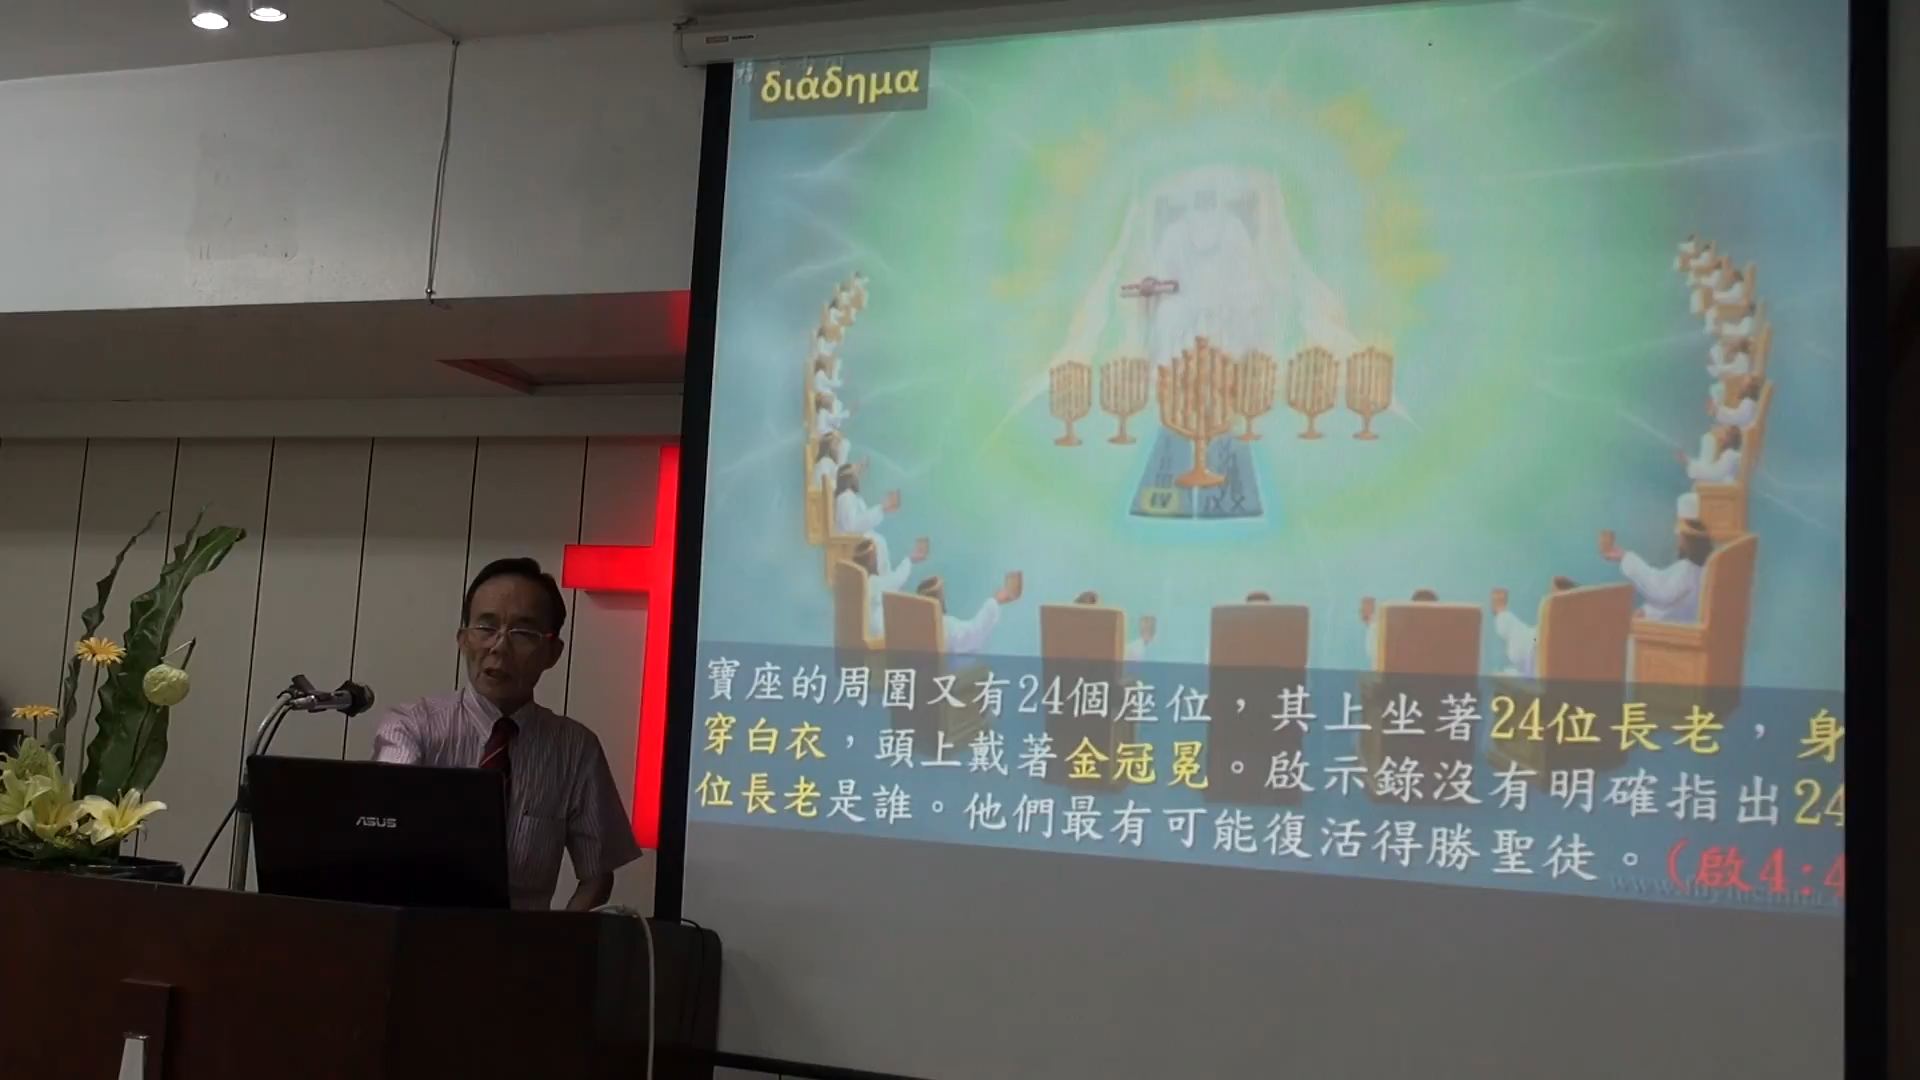 διάδημα
寶座的周圍又有24個座位，其上坐著24位長老，身
穿白衣，頭上戴著金冠冕。啟示錄沒有明確指出24
位長老是誰。他們最有可能復活得勝聖徒。(啟4:4
ASUS